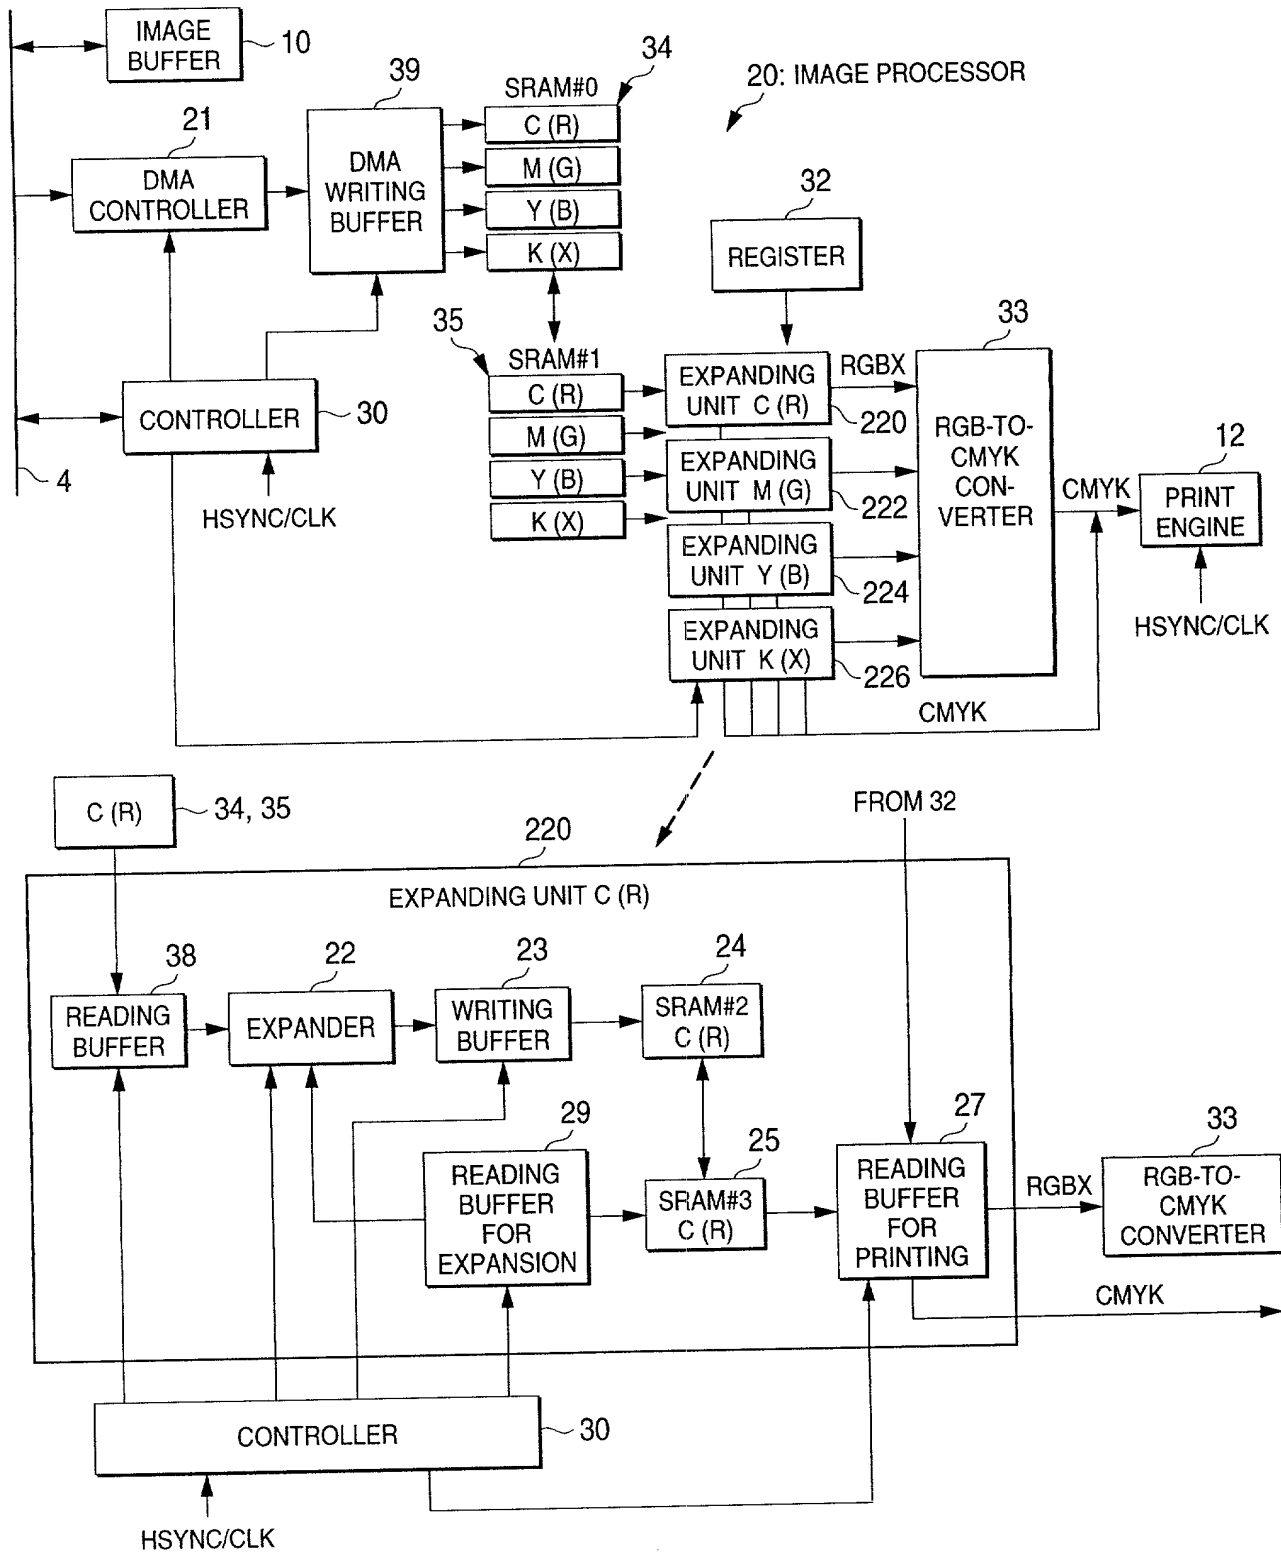 IMAGE
BUFFER
10
34
39
SRAM#0
20: IMAGE PROCESSOR
C (R)
21
DMA
CONTROLLER
DMA
WRITING
BUFFER
M (G)
Y (B)
K (X)
32
REGISTER
35
SRAM#1
33
C (R)
EXPANDING
UNIT C (R)
RGBX
220
CONTROLLER
30
M (G)
RGB-TO-
CMYK
CON-
VERTER
12
4
Y (B)
EXPANDING
UNIT M (G)
222
CMYK
PRINT
ENGINE
HSYNC/CLK
K (X)
EXPANDING
UNIT Y (B)
224
HSYNC/CLK
EXPANDING
UNIT K (X)
226
CMYK
C (R)
34, 35
FROM 32
220
EXPANDING UNIT C (R)
38
22
23
24
READING
BUFFER
EXPANDER
WRITING
BUFFER
SRAM#2
C (R)
29
25
27
33
READING
BUFFER
FOR
EXPANSION
SRAM#3
C (R)
READING
BUFFER
FOR
PRINTING
RGBX
RGB-TO-
CMYK
CONVERTER
CMYK
CONTROLLER
30
HSYNC/CLK